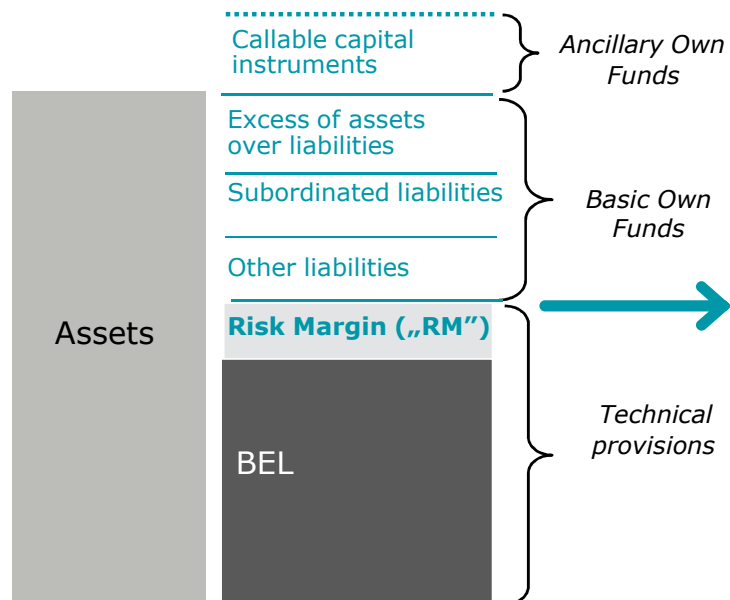 Callable capital
instruments
Ancillary Own
Funds
Excess of assets
over liabilities
Subordinated liabilities
Basic Own
Funds
Other liabilities
Assets
Risk Margin („RM”)
Technical
provisions
BEL